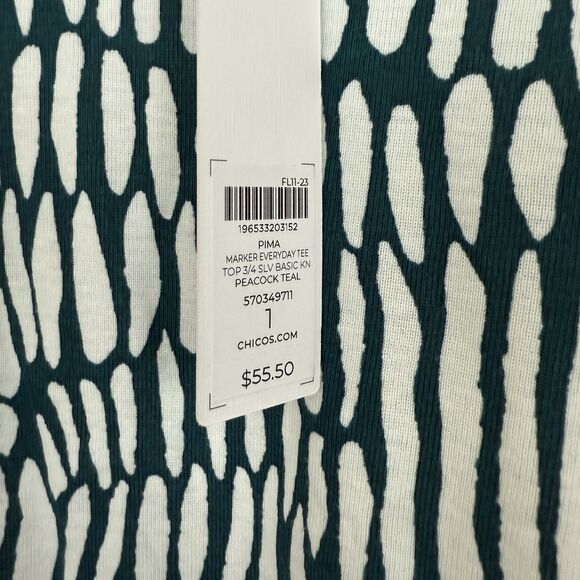 FL11-23
196533203152
PIMA
MARKER EVERYDAY TEE
TOP 3/4 SLV BASIC KN
PEACOCK TEAL
570349711
1
CHICOS.COM
$55.50